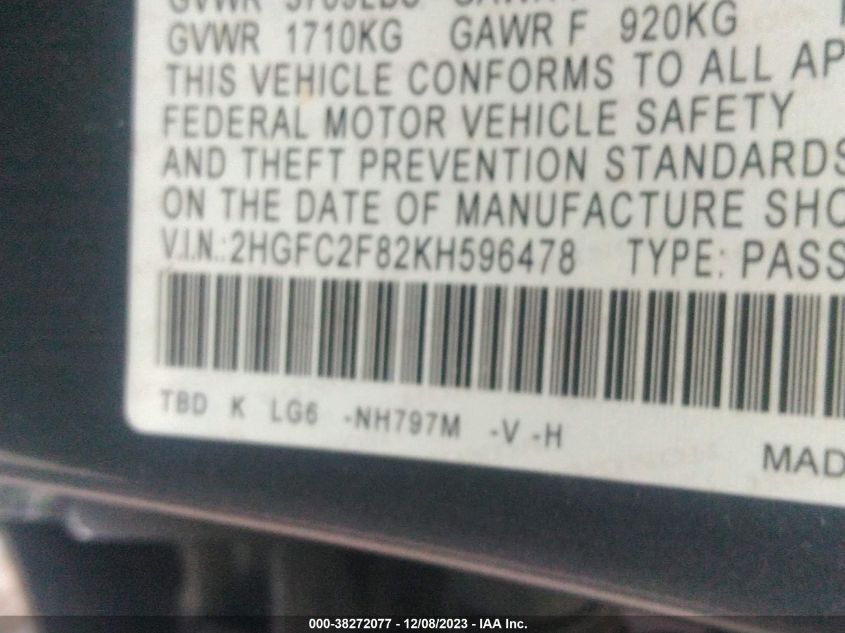 GVWR 1710KG GAWR F 920KG
THIS VEHICLE CONFORMS TO ALL AP
FEDERAL MOTOR VEHICLE SAFETY
AND THEFT PREVENTION STANDARDS
ON THE DATE OF MANUFACTURE SHO
V.I.N.:2HGFC2F82KH596478 TYPE: PASS
TBD K LG6 -NH797M -V -H
MAD
000-38272077 - 12/08/2023 - IAA Inc.